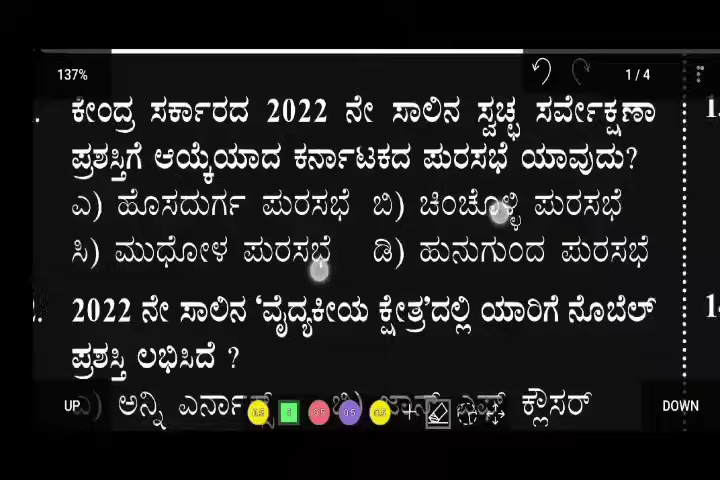 137%
1 / 4
. ಕೇಂದ್ರ ಸರ್ಕಾರದ 2022 ನೇ ಸಾಲಿನ ಸ್ವಚ್ಛ ಸರ್ವೇಕ್ಷಣಾ
ಪ್ರಶಸ್ತಿಗೆ ಆಯ್ಕೆಯಾದ ಕರ್ನಾಟಕದ ಪುರಸಭೆ ಯಾವುದು?
ಎ) ಹೊಸದುರ್ಗ ಪುರಸಭೆ ಬಿ) ಚಿಂಚೋಳ್ಳಿ ಪುರಸಭೆ
ಸಿ) ಮುಧೋಳ ಪುರಸಭೆ ಡಿ) ಹುನುಗುಂದ ಪುರಸಭೆ
2022 ನೇ ಸಾಲಿನ 'ವೈದ್ಯಕೀಯ ಕ್ಷೇತ್ರ'ದಲ್ಲಿ ಯಾರಿಗೆ ನೊಬೆಲ್
ಪ್ರಶಸ್ತಿ ಲಭಿಸಿದೆ ?
UP ಎ) ಅನ್ನಿ ಬಿ) ಜಾನ್ ಎಫ್ ಕ್ಲೌಸರ್ DOWN